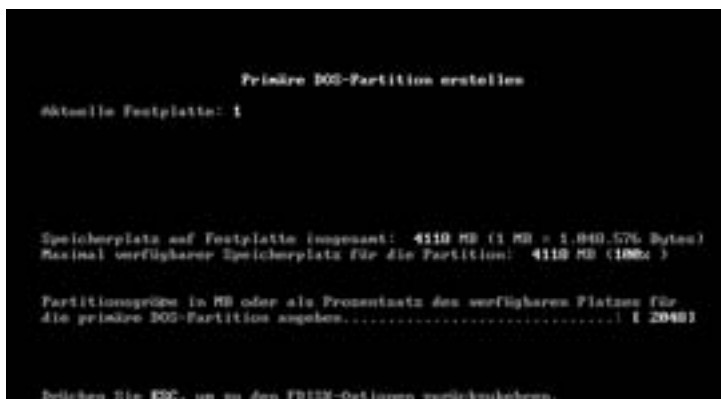 Primäre DOS-Partition erstellen
Aktuelle Festplatte: 1
Speicherplatz auf Festplatte insgesamt: 4118 MB (1 MB = 1.048.576 Bytes)
Maximal verfügbarer Speicherplatz für die Partition: 4118 MB (100% )
Partitionsgröße in MB oder als Prozentsatz des verfügbaren Platzes für
die primäre DOS-Partition angeben..................................: [ 2048]
Drücken Sie ESC, um zu den FDISK-Optionen zurückzukehren.